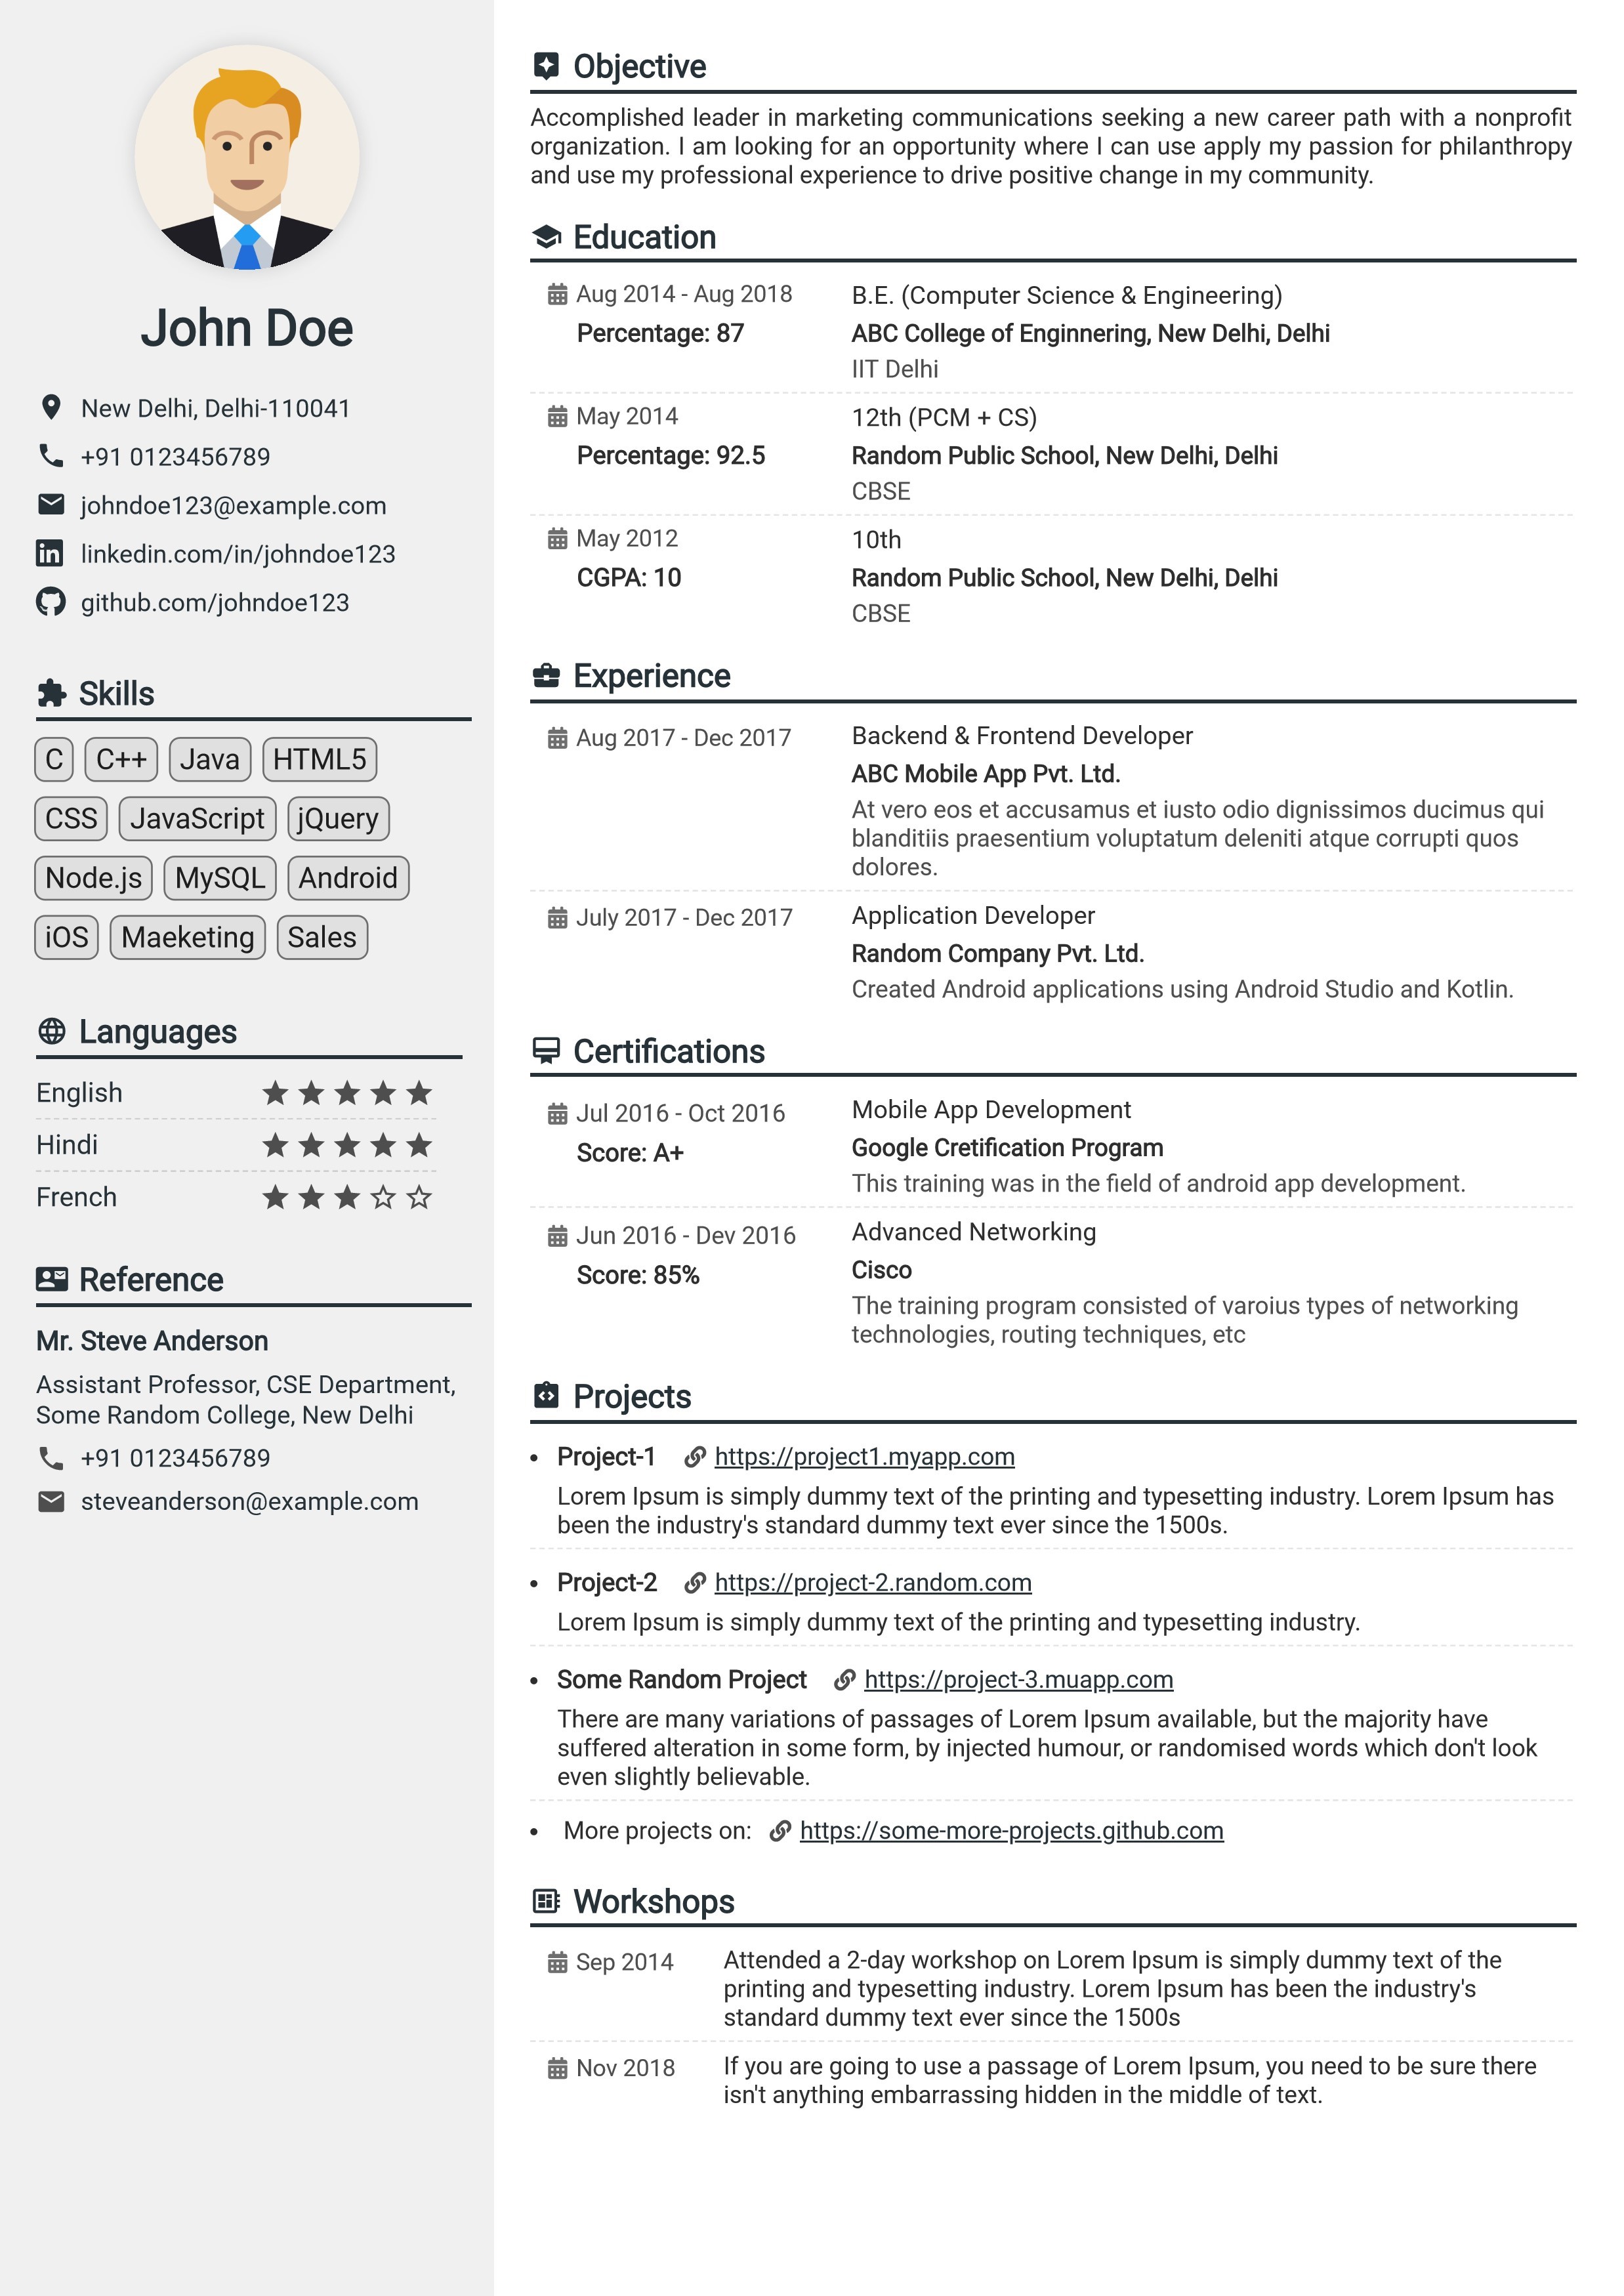 John Doe
New Delhi, Delhi-110041
+91 0123456789
johndoe123@example.com
linkedin.com/in/johndoe123
github.com/johndoe123
Skills
C C++ Java HTML5
CSS JavaScript jQuery
Node.js MySQL Android
iOS Maeketing Sales
Languages
English
Hindi
French
Reference
Mr. Steve Anderson
Assistant Professor, CSE Department,
Some Random College, New Delhi
+91 0123456789
steveanderson@example.com
Objective
Accomplished leader in marketing communications seeking a new career path with a nonprofit
organization. I am looking for an opportunity where I can use apply my passion for philanthropy
and use my professional experience to drive positive change in my community.
Education
Aug 2014 - Aug 2018 B.E. (Computer Science & Engineering)
Percentage: 87 ABC College of Enginnering, New Delhi, Delhi
IIT Delhi
May 2014 12th (PCM + CS)
Percentage: 92.5 Random Public School, New Delhi, Delhi
CBSE
May 2012 10th
CGPA: 10 Random Public School, New Delhi, Delhi
CBSE
Experience
Aug 2017 - Dec 2017 Backend & Frontend Developer
ABC Mobile App Pvt. Ltd.
At vero eos et accusamus et iusto odio dignissimos ducimus qui
blanditiis praesentium voluptatum deleniti atque corrupti quos
dolores.
July 2017 - Dec 2017 Application Developer
Random Company Pvt. Ltd.
Created Android applications using Android Studio and Kotlin.
Certifications
Jul 2016 - Oct 2016 Mobile App Development
Score: A+ Google Cretification Program
This training was in the field of android app development.
Jun 2016 - Dev 2016 Advanced Networking
Score: 85% Cisco
The training program consisted of varoius types of networking
technologies, routing techniques, etc
Projects
• Project-1 https://project1.myapp.com
Lorem Ipsum is simply dummy text of the printing and typesetting industry. Lorem Ipsum has
been the industry's standard dummy text ever since the 1500s.
• Project-2 https://project-2.random.com
Lorem Ipsum is simply dummy text of the printing and typesetting industry.
• Some Random Project https://project-3.muapp.com
There are many variations of passages of Lorem Ipsum available, but the majority have
suffered alteration in some form, by injected humour, or randomised words which don't look
even slightly believable.
• More projects on: https://some-more-projects.github.com
Workshops
Sep 2014 Attended a 2-day workshop on Lorem Ipsum is simply dummy text of the
printing and typesetting industry. Lorem Ipsum has been the industry's
standard dummy text ever since the 1500s
Nov 2018 If you are going to use a passage of Lorem Ipsum, you need to be sure there
isn't anything embarrassing hidden in the middle of text.